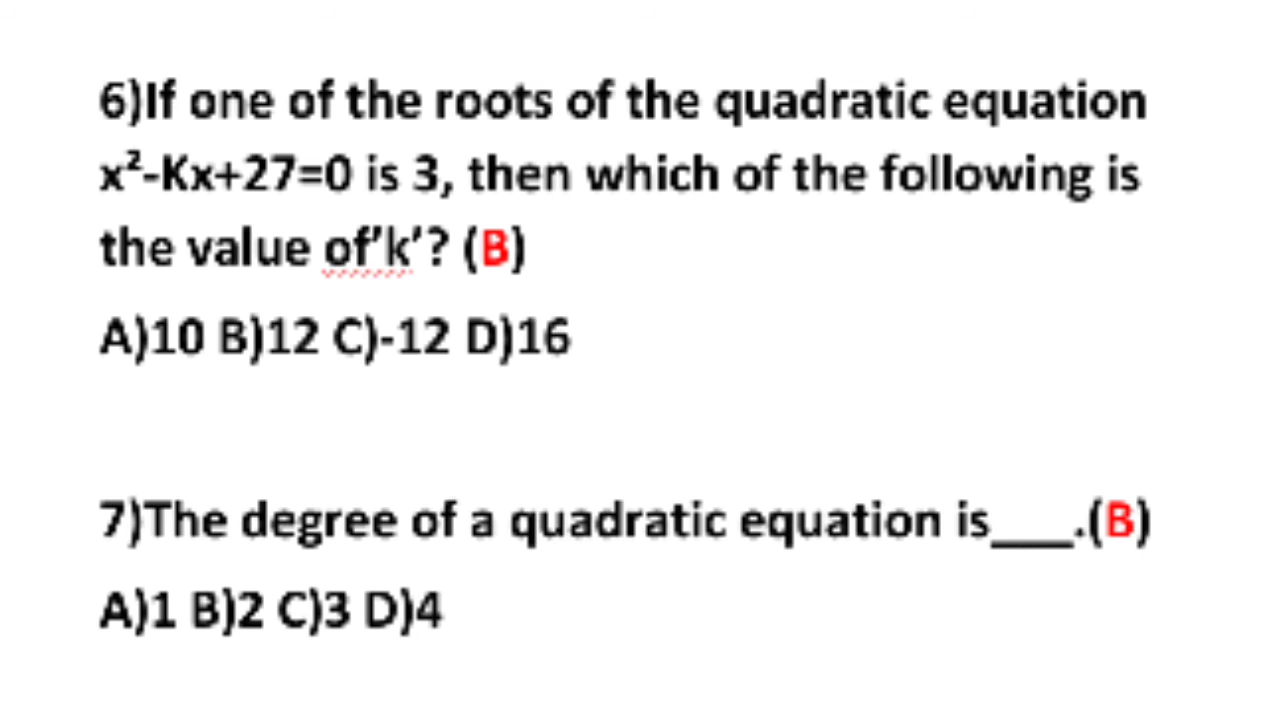 6)If one of the roots of the quadratic equation
x²-Kx+27=0 is 3, then which of the following is
the value of'k'? (B)
A)10 B)12 C)-12 D)16
7)The degree of a quadratic equation is___.(B)
A)1 B)2 C)3 D)4